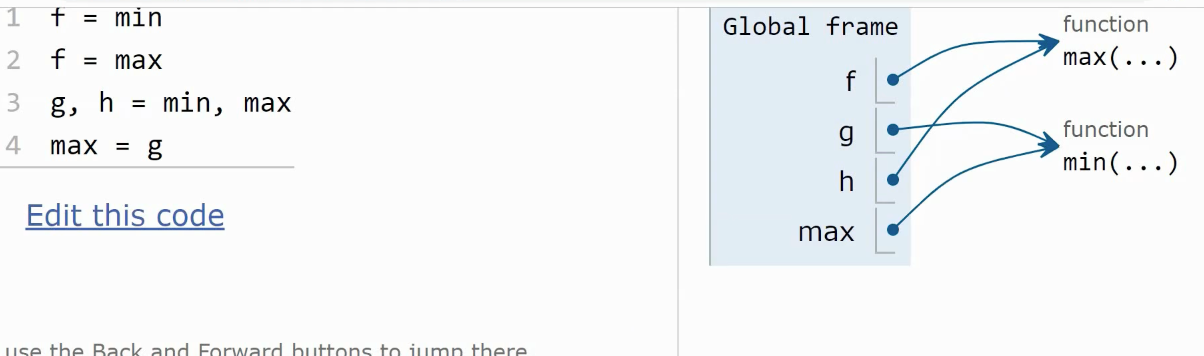 1 f = min
2 f = max
3 g, h = min, max
4 max = g
Edit this code
use the Back and Forward buttons to jump there
Global frame
f
g
h
max
function
max(...)
function
min(...)